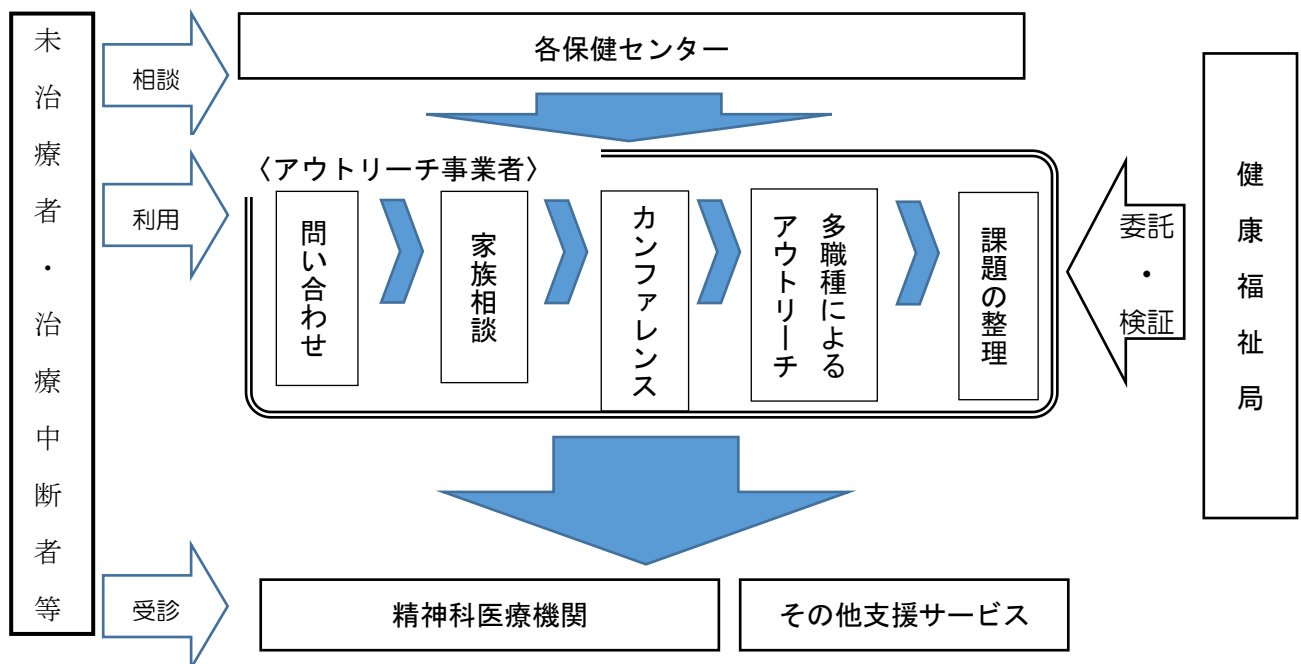 未治療者・治療中断者等
相談
各保健センター
利用
〈アウトリーチ事業者〉
問い合わせ
家族相談
カンファレンス
多職種による
アウトリーチ
課題の整理
委託
・
検証
健康福祉局
受診
精神科医療機関
その他支援サービス